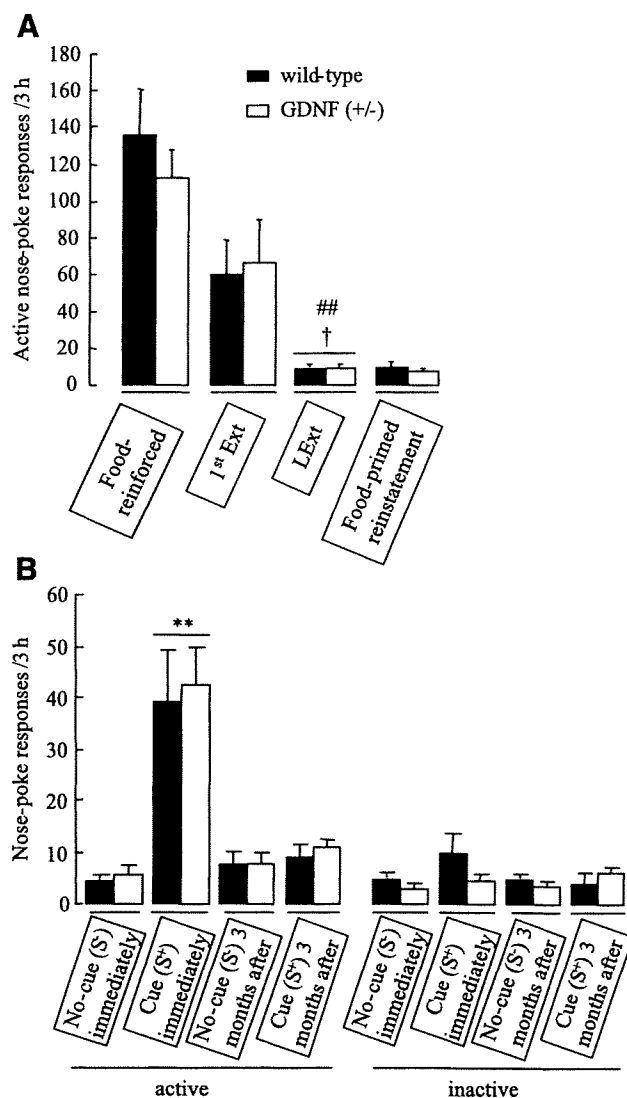 A
180
160
140
120
100
80
60
40
20
0
Active nose-poke responses /3 h
wild-type
GDNF (+/-)
##
†
Food-
reinforced
1st Ext
LExt
Food-primed
reinstatement
B
60
50
40
30
20
10
0
Nose-poke responses /3 h
**
No-cue (S-)
immediately
Cue (S+)
immediately
No-cue (S-) 3
months after
Cue (S+) 3
months after
No-cue (S-)
immediately
Cue (S+)
immediately
No-cue (S-) 3
months after
Cue (S+) 3
months after
active
inactive